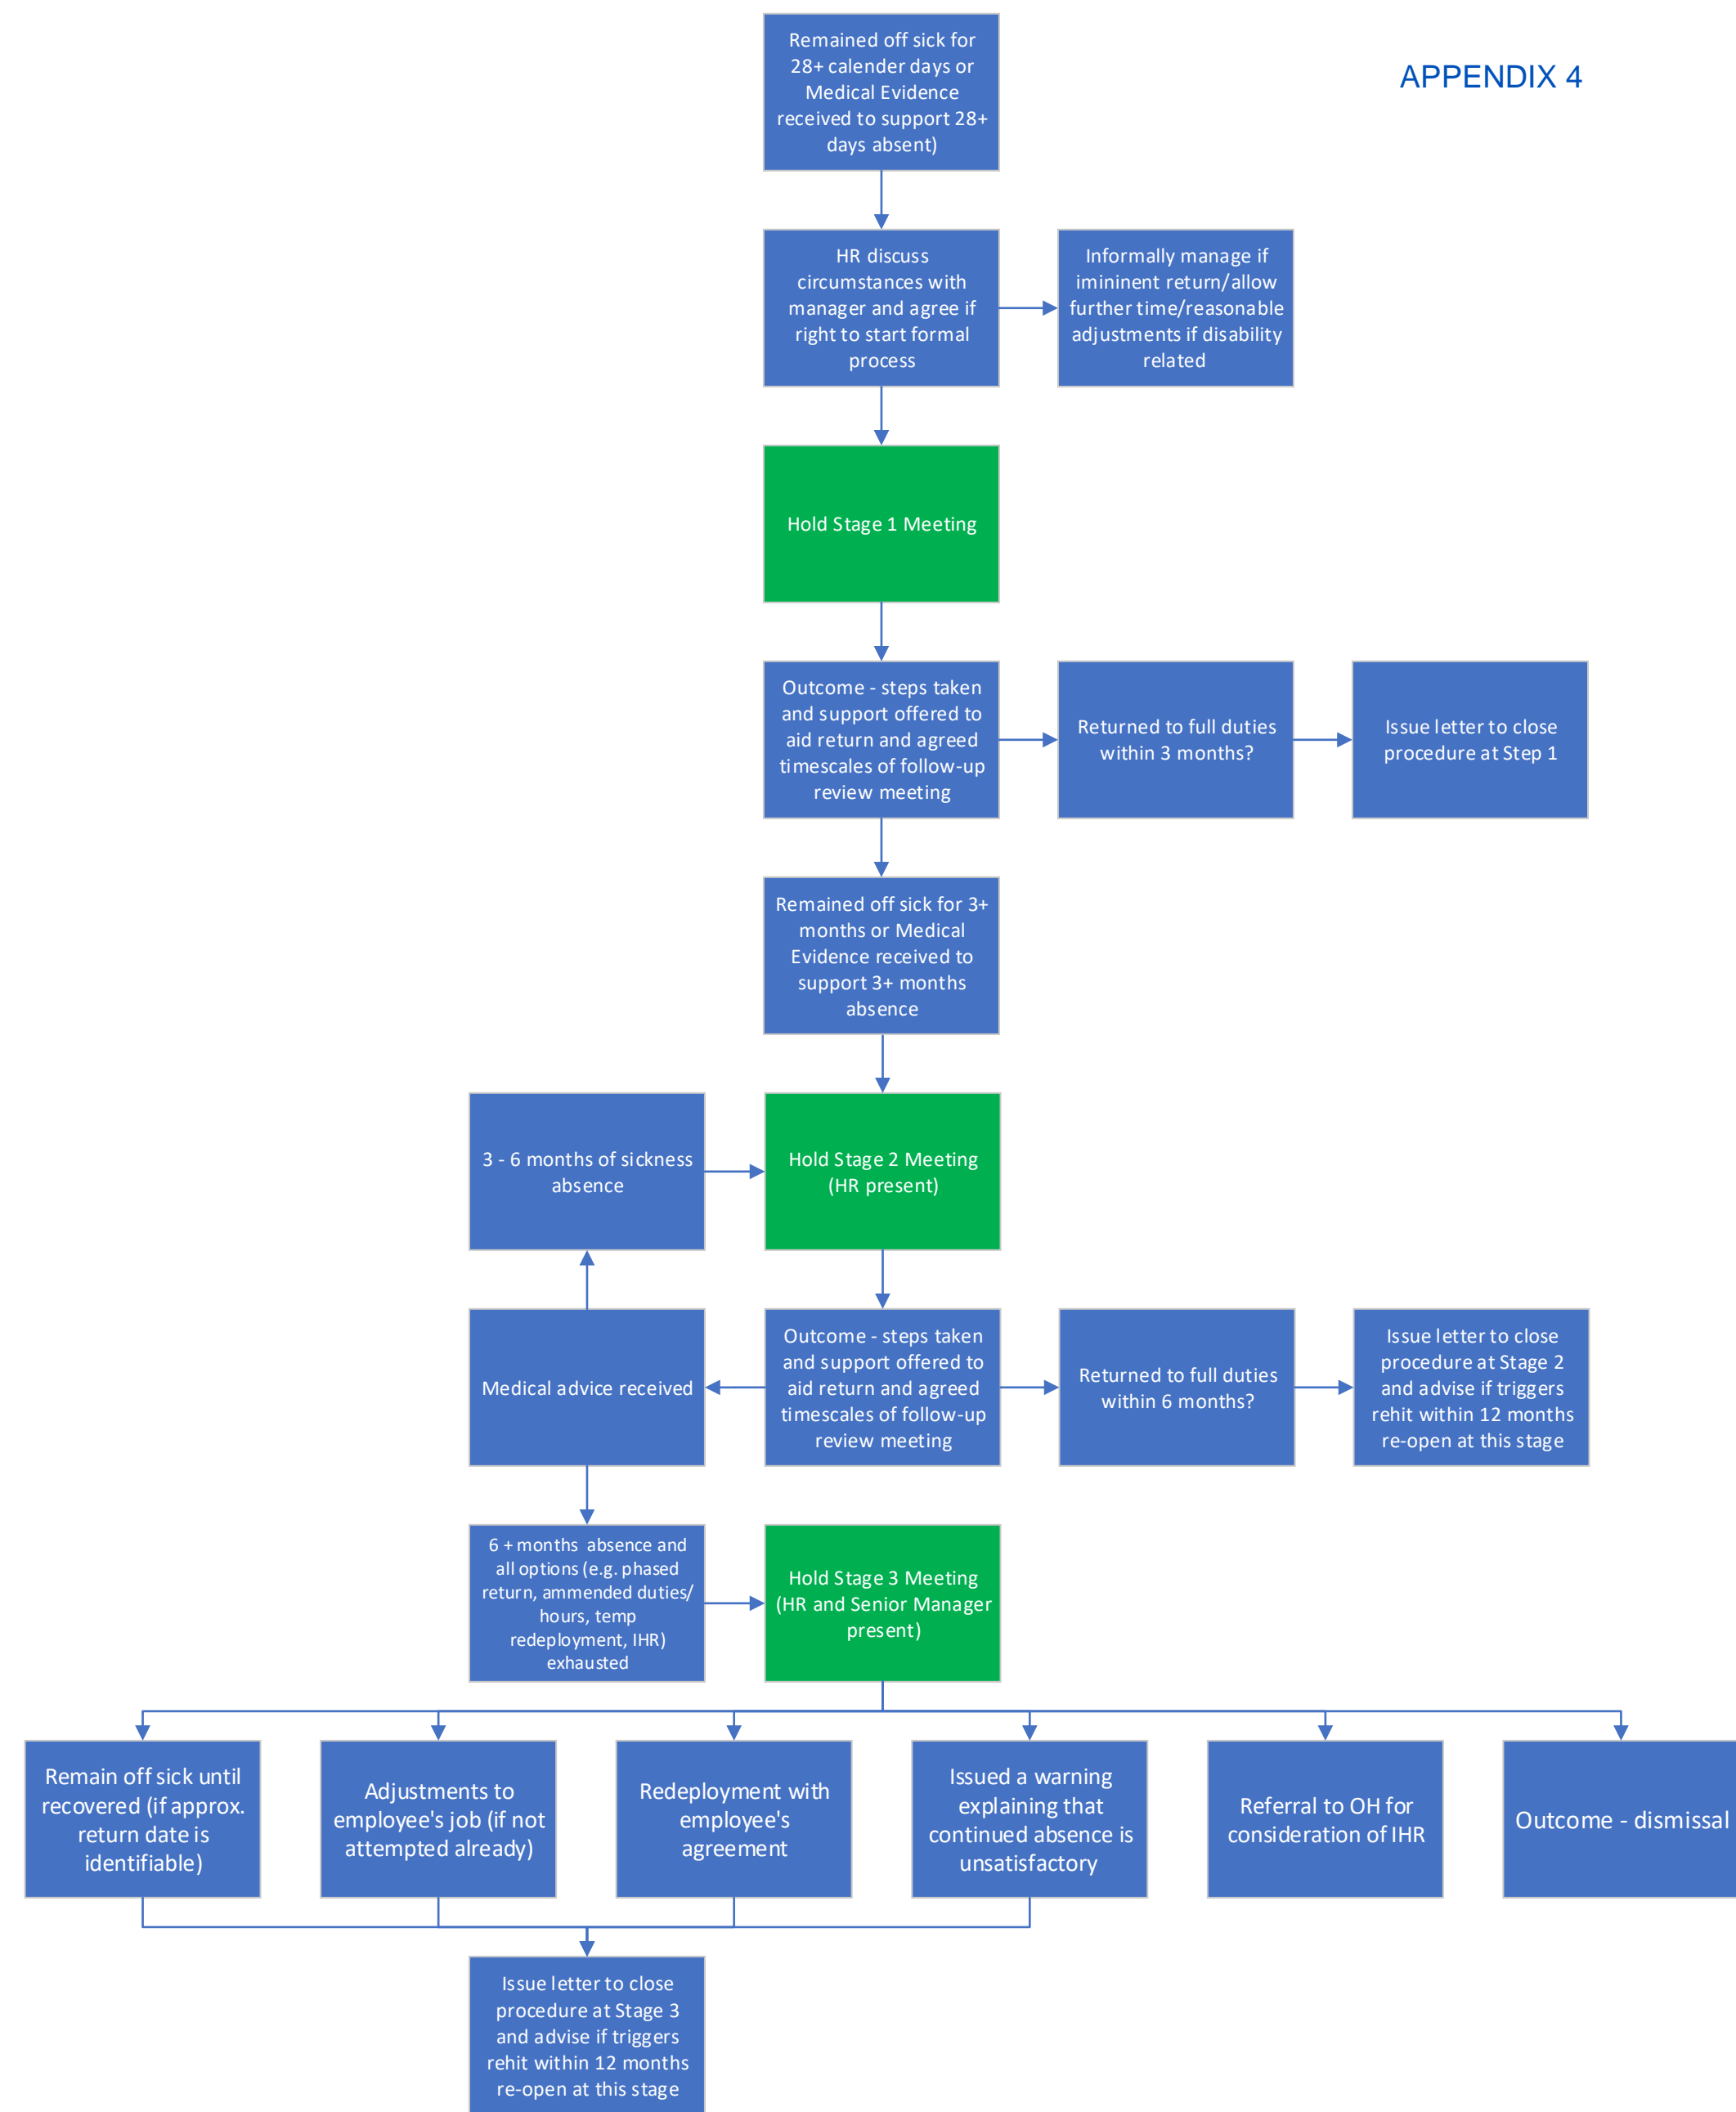 APPENDIX 4
Remained off sick for
28+ calender days or
Medical Evidence
received to support 28+
days absent)
HR discuss
circumstances with
manager and agree if
right to start formal
process
Informally manage if
imininent return/allow
further time/reasonable
adjustments if disability
related
Hold Stage 1 Meeting
Outcome - steps taken
and support offered to
aid return and agreed
timescales of follow-up
review meeting
Returned to full duties
within 3 months?
Issue letter to close
procedure at Step 1
Remained off sick for 3+
months or Medical
Evidence received to
support 3+ months
absence
3 - 6 months of sickness
absence
Hold Stage 2 Meeting
(HR present)
Medical advice received
Outcome - steps taken
and support offered to
aid return and agreed
timescales of follow-up
review meeting
Returned to full duties
within 6 months?
Issue letter to close
procedure at Stage 2
and advise if triggers
rehit within 12 months
re-open at this stage
6 + months absence and
all options (e.g. phased
return, ammended duties/
hours, temp
redeployment, IHR)
exhausted
Hold Stage 3 Meeting
(HR and Senior Manager
present)
Remain off sick until
recovered (if approx.
return date is
identifiable)
Adjustments to
employee's job (if not
attempted already)
Redeployment with
employee's
agreement
Issued a warning
explaining that
continued absence is
unsatisfactory
Referral to OH for
consideration of IHR
Outcome - dismissal
Issue letter to close
procedure at Stage 3
and advise if triggers
rehit within 12 months
re-open at this stage